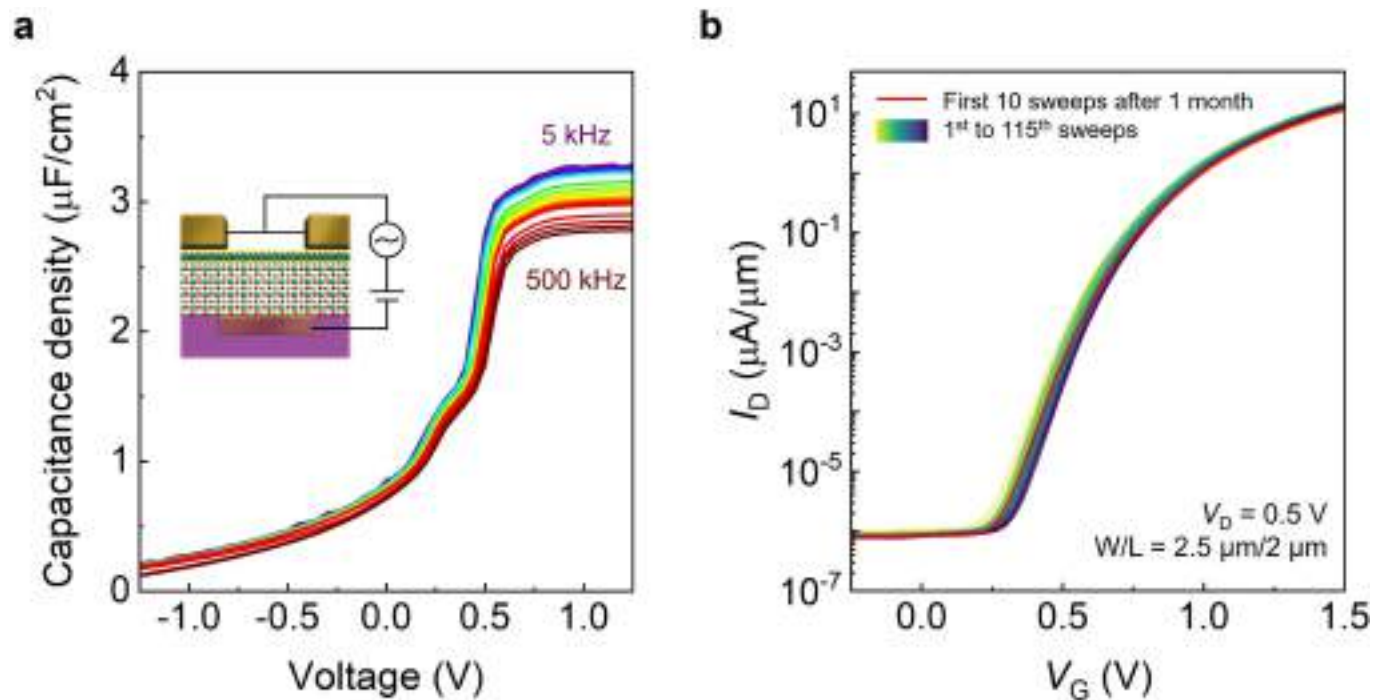 a
Capacitance density (µF/cm²)
4
3
2
1
0
-1.0 -0.5 0.0 0.5 1.0
Voltage (V)
5 kHz
500 kHz
b
I_D (µA/µm)
10¹
10⁻¹
10⁻³
10⁻⁵
10⁻⁷
0.0 0.5 1.0 1.5
V_G (V)
First 10 sweeps after 1 month
1ˢᵗ to 115ᵗʰ sweeps
V_D = 0.5 V
W/L = 2.5 µm/2 µm